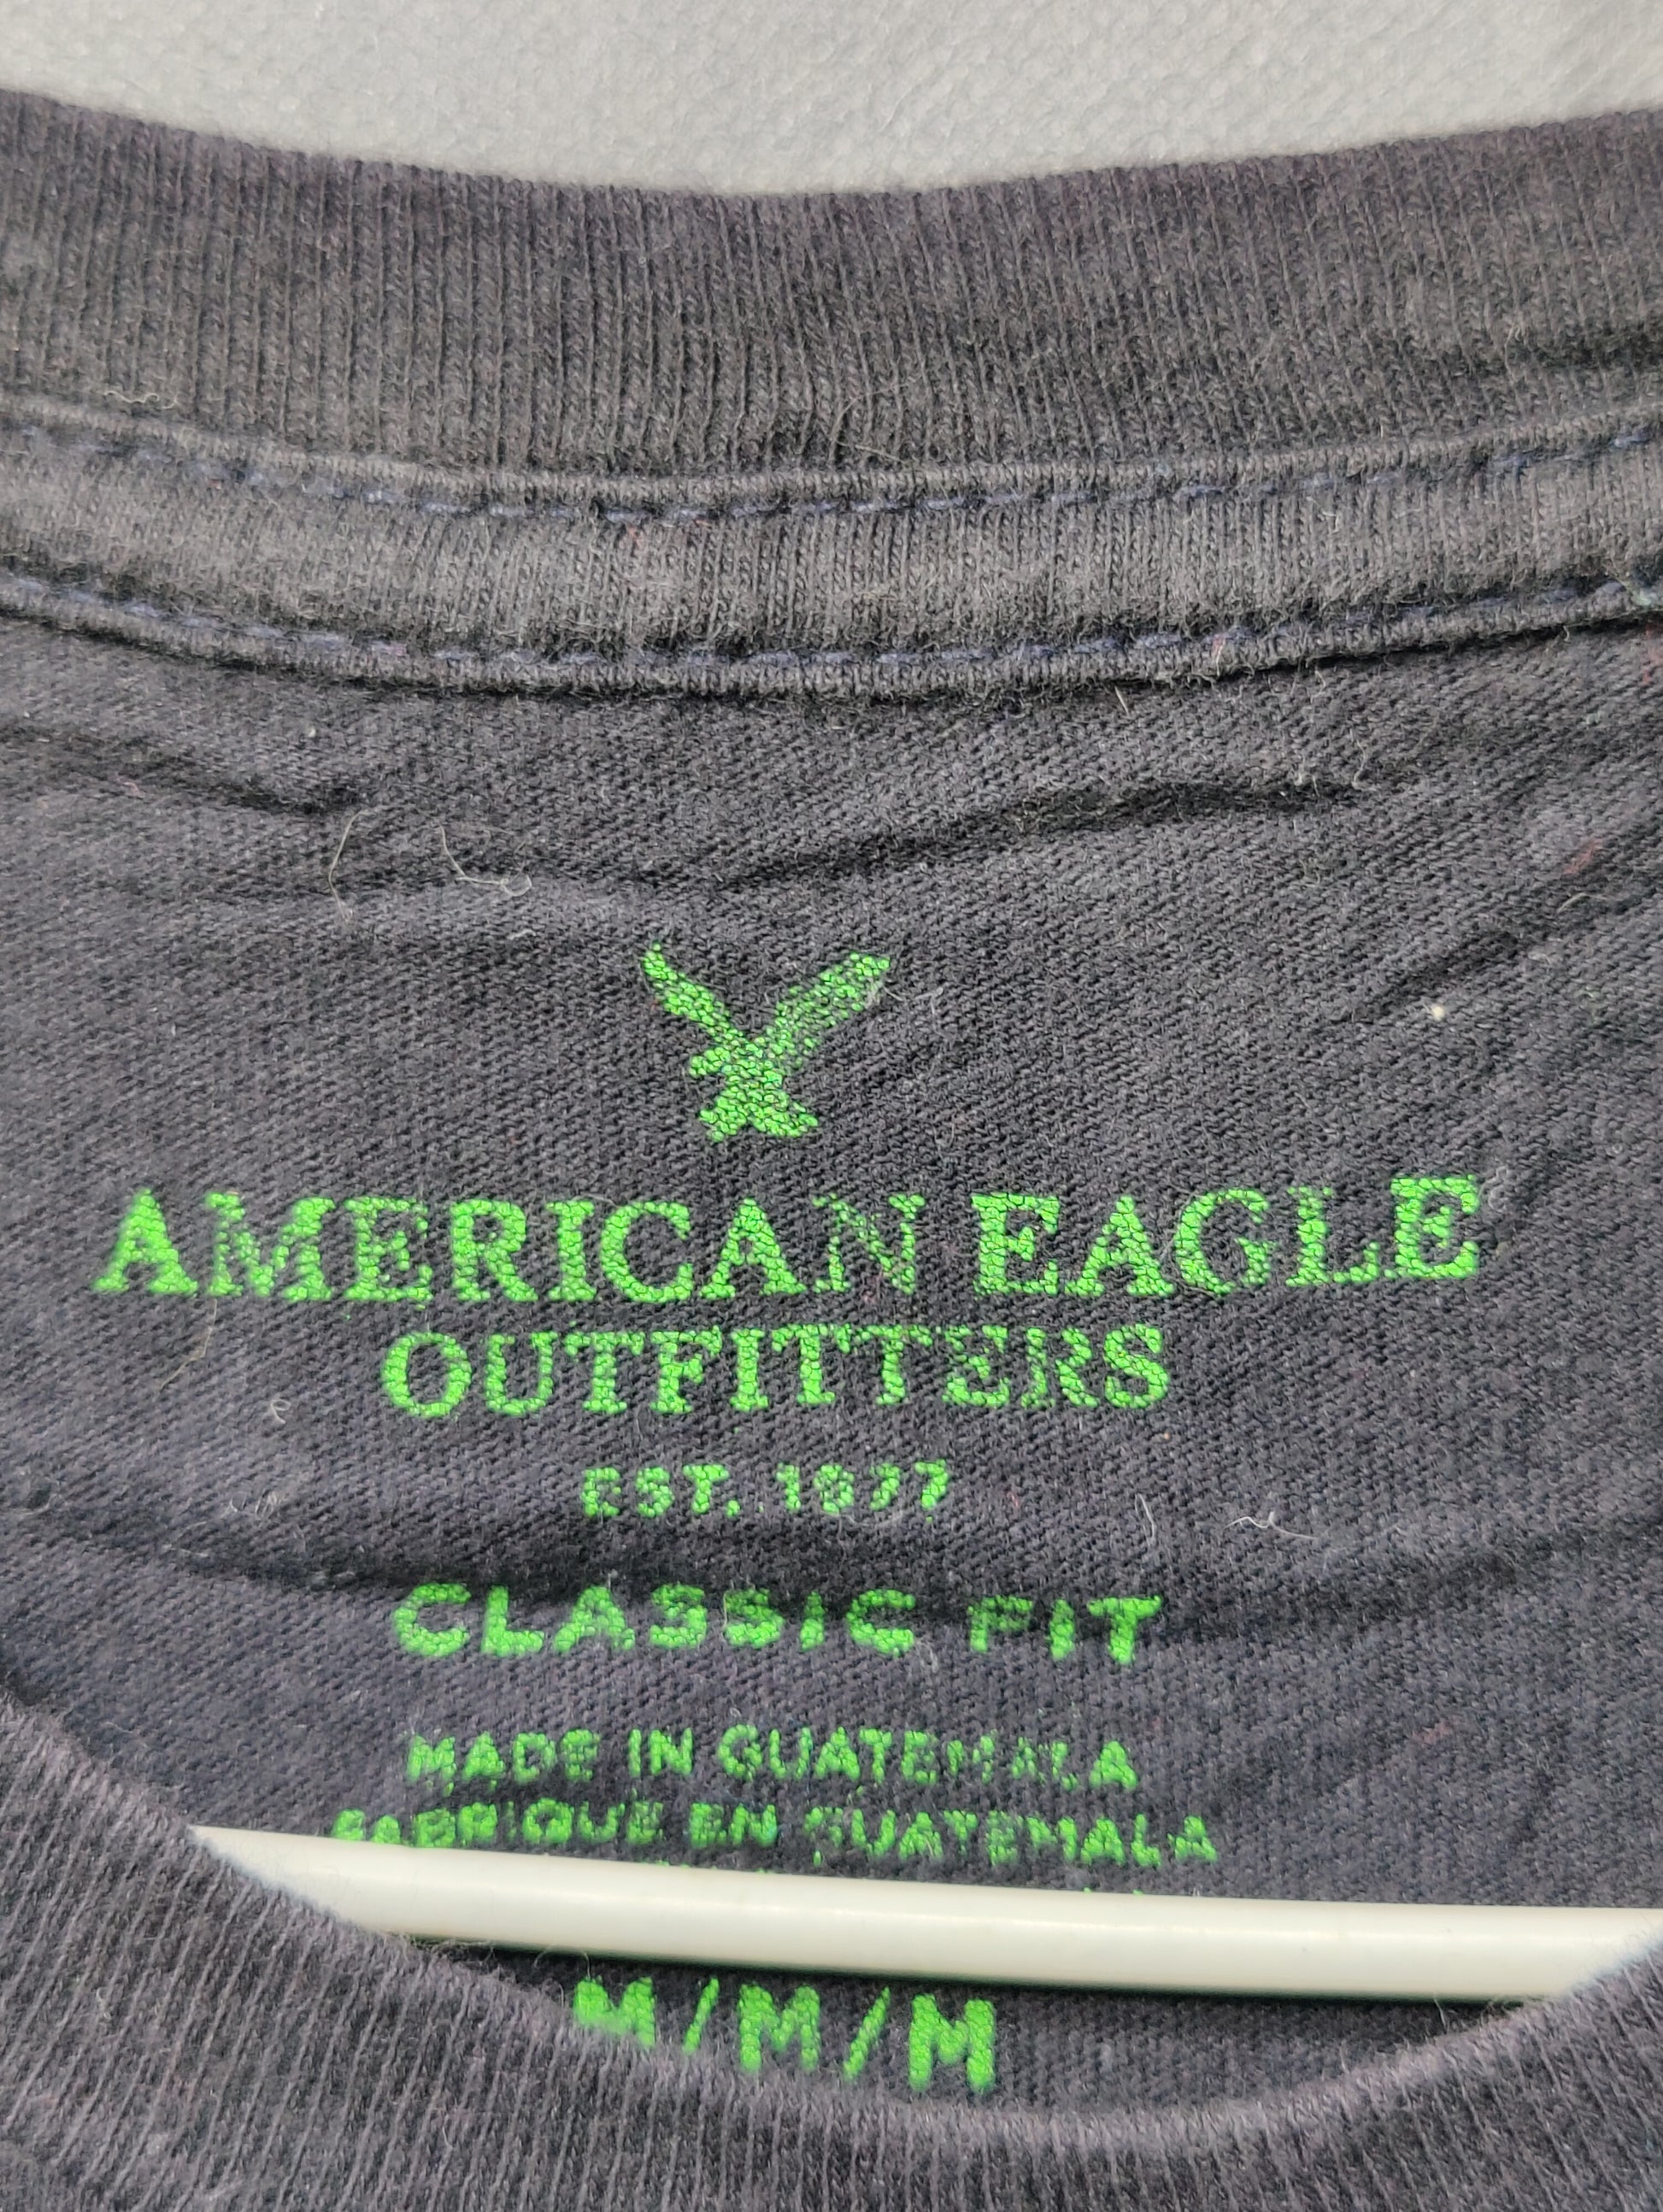 AMERICAN EAGLE
OUTFITTERS
EST. 1977
CLASSIC FIT
MADE IN GUATEMALA
FABRIQUE EN GUATEMALA
M/M/M